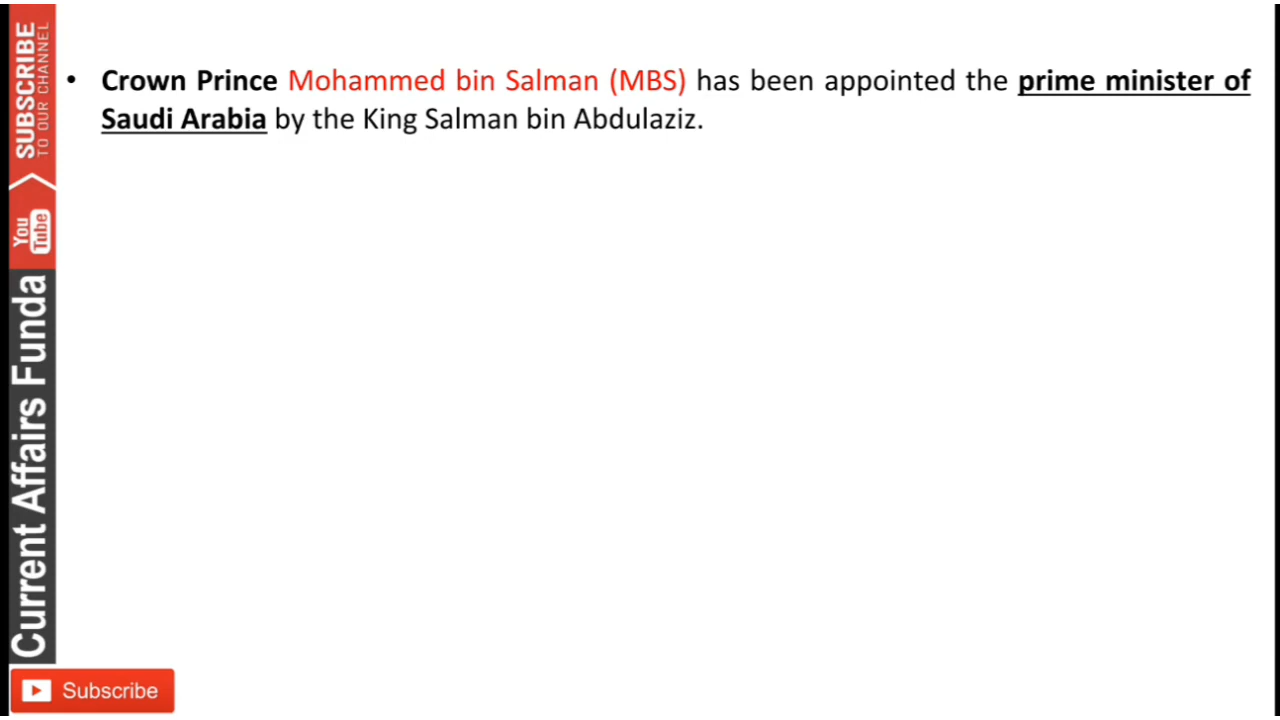 • Crown Prince Mohammed bin Salman (MBS) has been appointed the prime minister of
Saudi Arabia by the King Salman bin Abdulaziz.
SUBSCRIBE
TO OUR CHANNEL
You
Tube
Current Affairs Funda
Subscribe